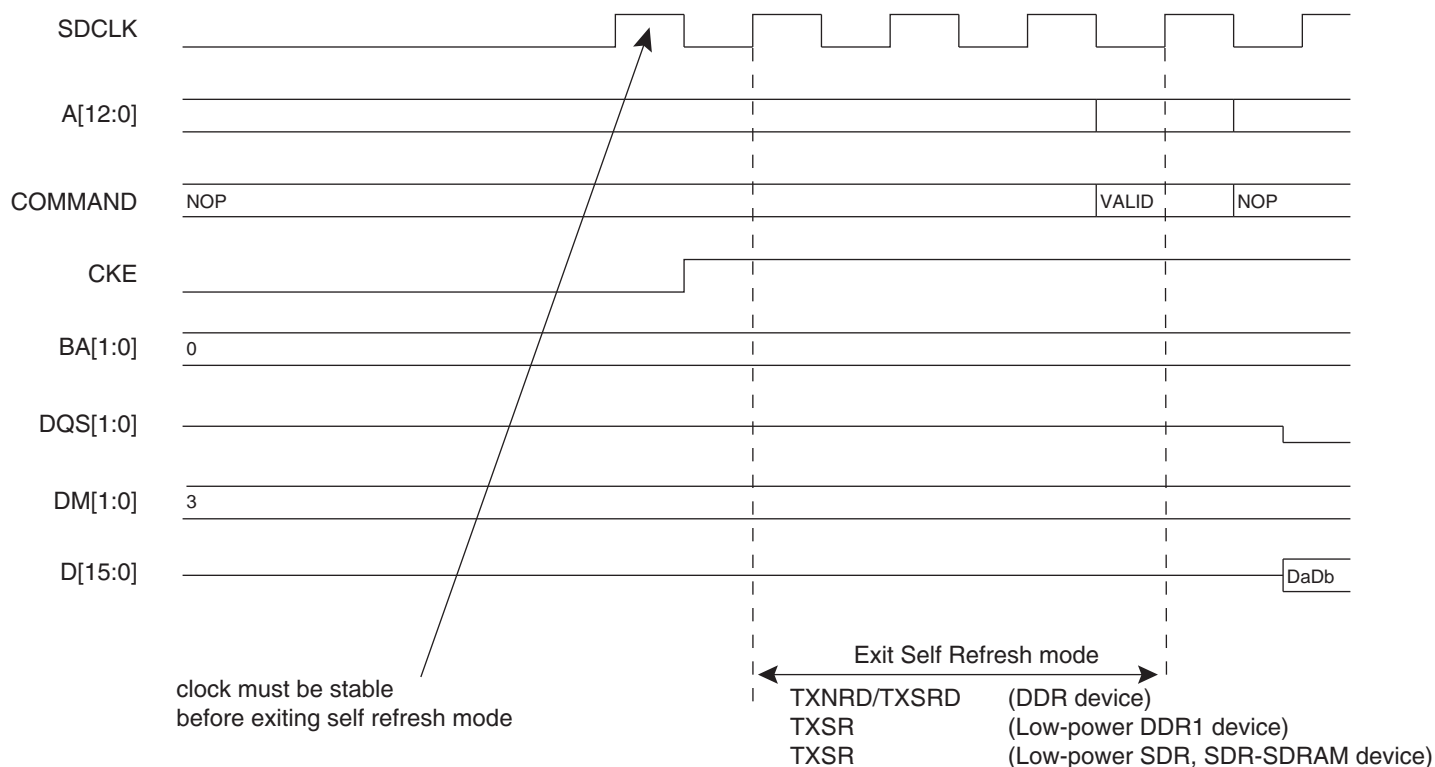 SDCLK
A[12:0]
COMMAND NOP VALID NOP
CKE
BA[1:0] 0
DQS[1:0]
DM[1:0] 3
D[15:0] DaDb
Exit Self Refresh mode
clock must be stable
before exiting self refresh mode
TXNRD/TXSRD (DDR device)
TXSR (Low-power DDR1 device)
TXSR (Low-power SDR, SDR-SDRAM device)